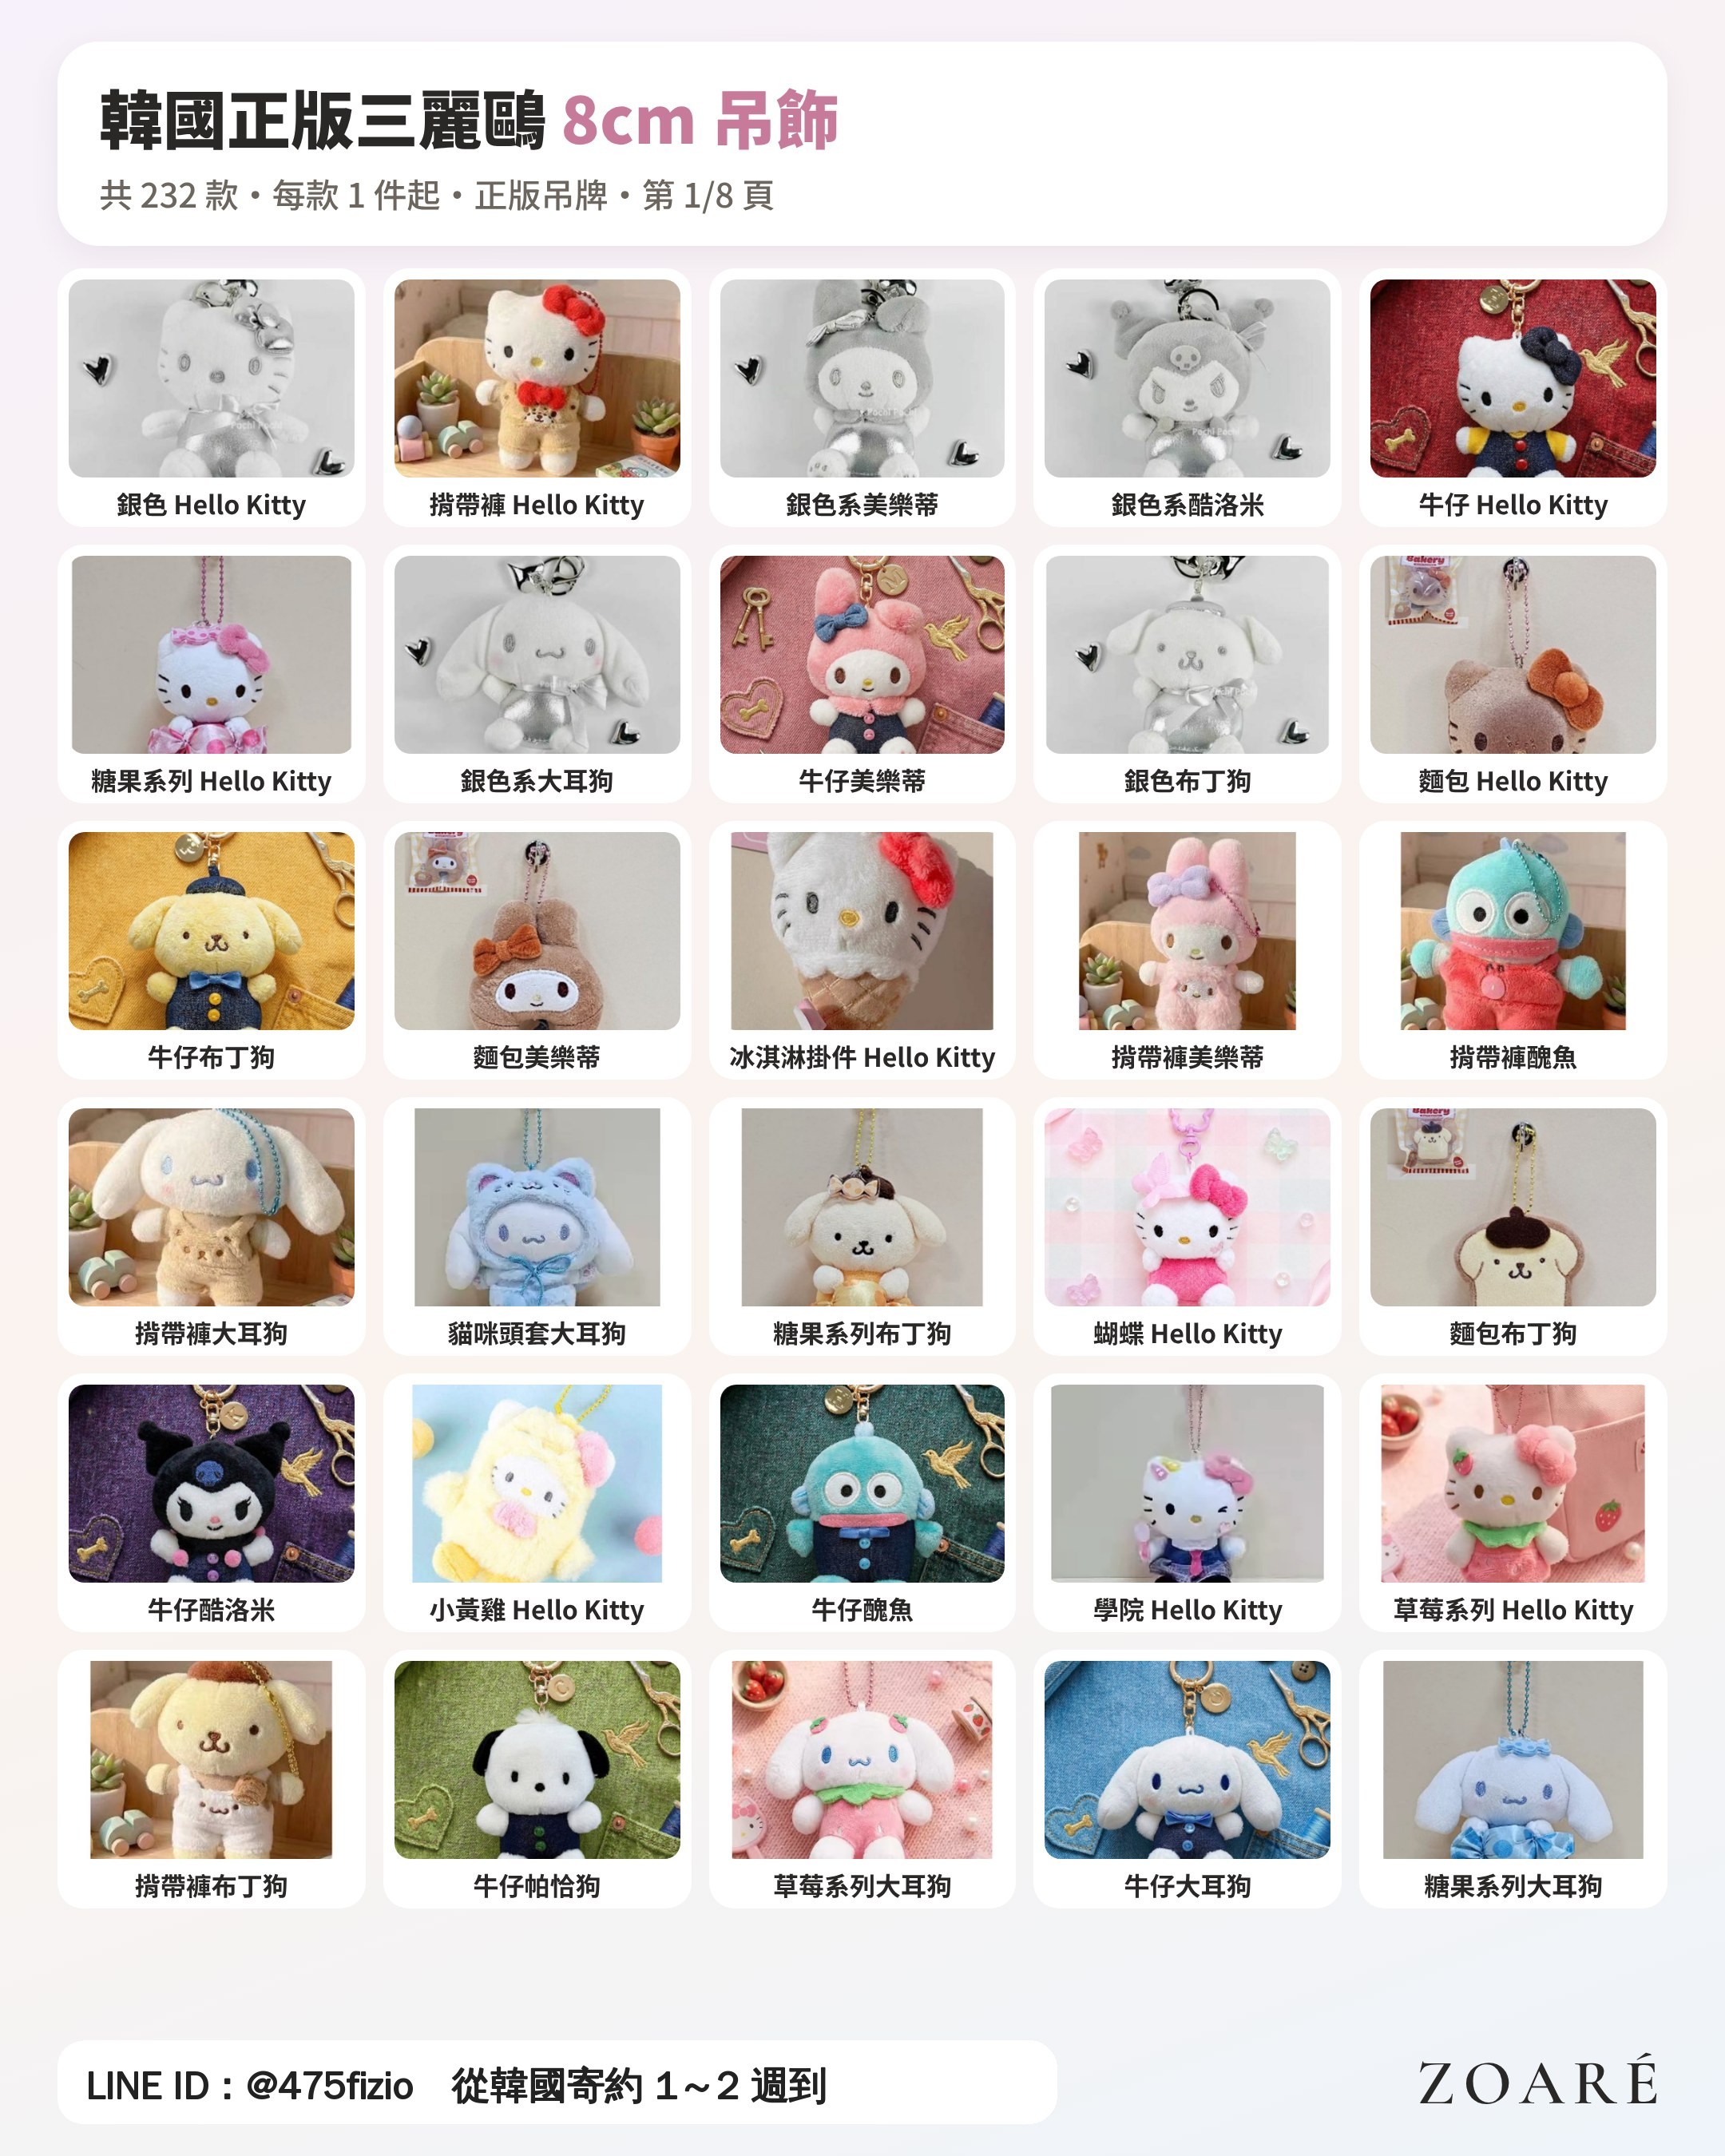 韓國正版三麗鷗 8cm 吊飾
共 232 款・每款 1 件起・正版吊牌・第 1/8 頁
銀色 Hello Kitty
揹帶褲 Hello Kitty
銀色系美樂蒂
銀色系酷洛米
牛仔 Hello Kitty
糖果系列 Hello Kitty
銀色系大耳狗
牛仔美樂蒂
銀色布丁狗
麵包 Hello Kitty
牛仔布丁狗
麵包美樂蒂
冰淇淋掛件 Hello Kitty
揹帶褲美樂蒂
揹帶褲醜魚
揹帶褲大耳狗
貓咪頭套大耳狗
糖果系列布丁狗
蝴蝶 Hello Kitty
麵包布丁狗
牛仔酷洛米
小黃雞 Hello Kitty
牛仔醜魚
學院 Hello Kitty
草莓系列 Hello Kitty
揹帶褲布丁狗
牛仔帕恰狗
草莓系列大耳狗
牛仔大耳狗
糖果系列大耳狗
LINE ID：@475fizio　從韓國寄約 1~2 週到
ZOARÉ